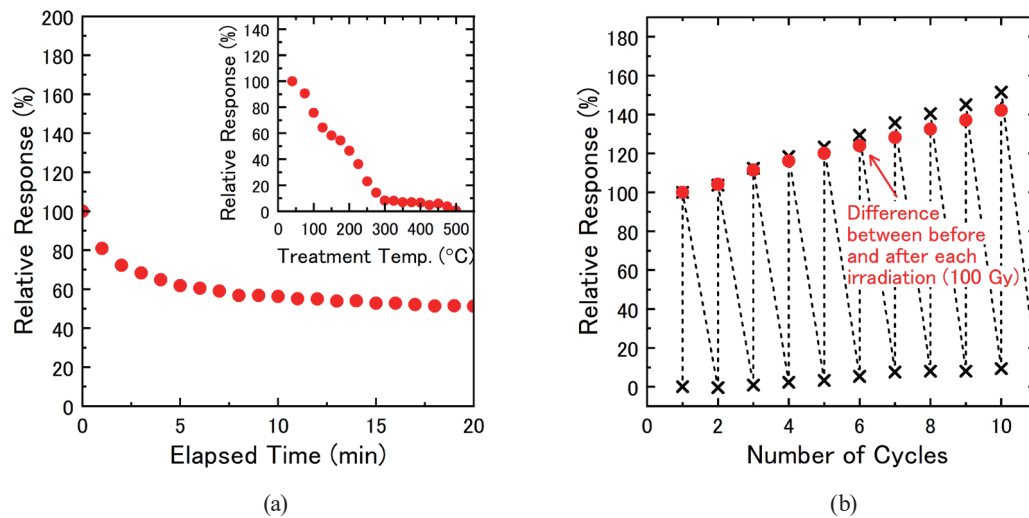 200
180
160
140
120
100
80
60
40
20
0
Relative Response (%)
0 5 10 15 20
Elapsed Time (min)
140
120
100
80
60
40
20
0
Relative Response (%)
0 100 200 300 400 500
Treatment Temp. (°C)
(a)
180
160
140
120
100
80
60
40
20
0
Relative Response (%)
Difference
between before
and after each
irradiation (100 Gy)
0 2 4 6 8 10
Number of Cycles
(b)